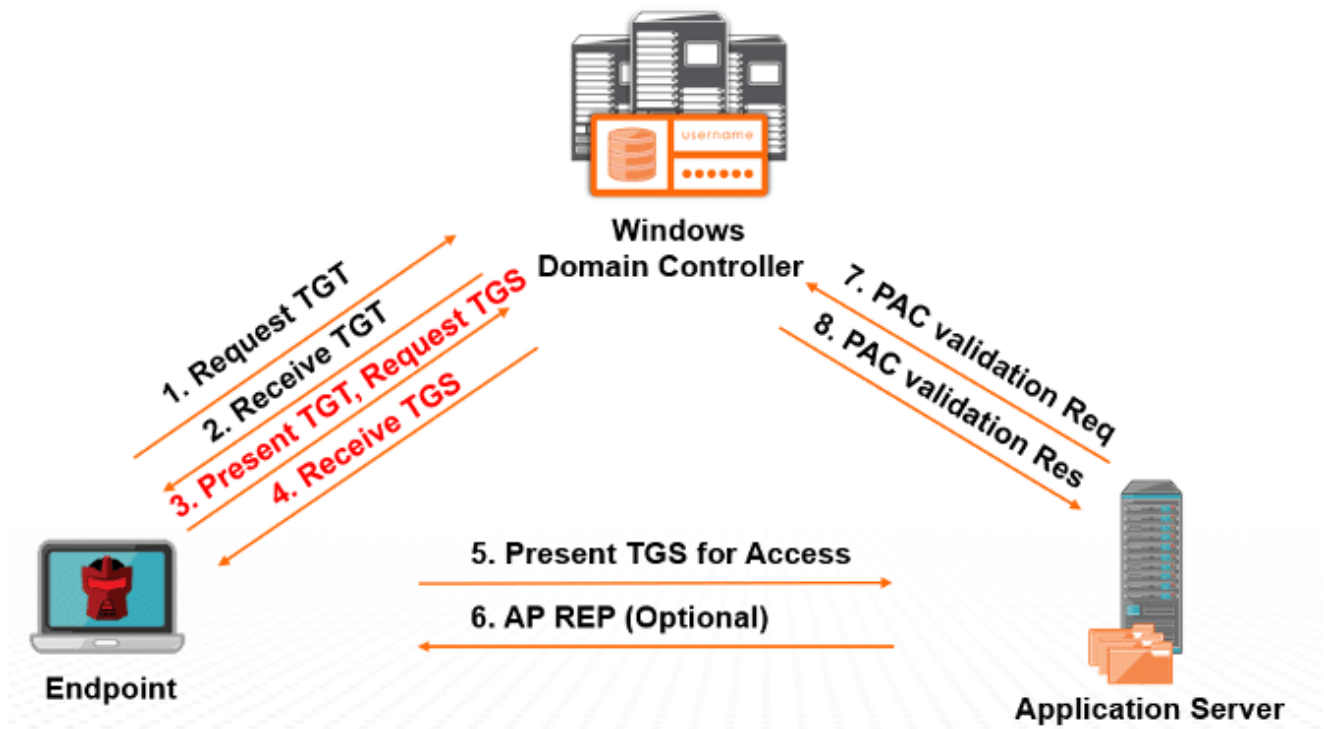 username
Windows
Domain Controller
1. Request TGT
2. Receive TGT
3. Present TGT, Request TGS
4. Receive TGS
7. PAC validation Req
8. PAC validation Res
5. Present TGS for Access
6. AP REP (Optional)
Endpoint
Application Server